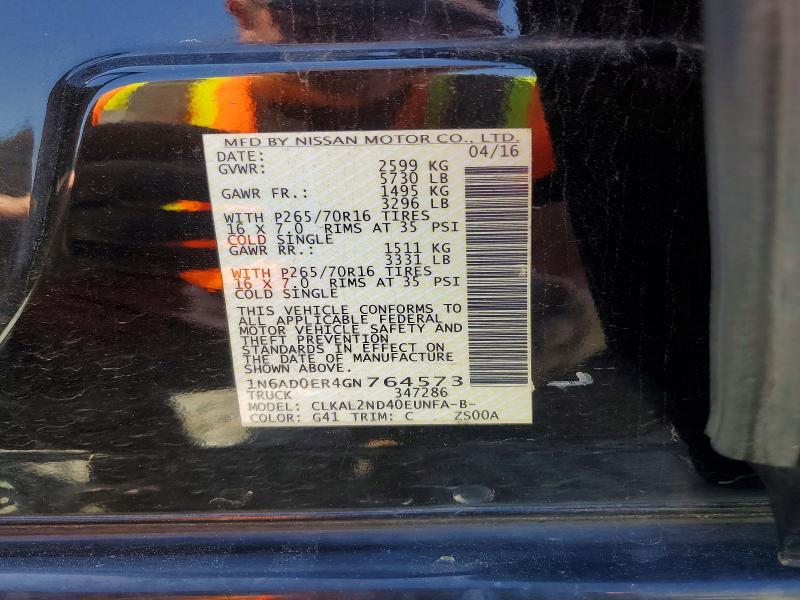 MFD BY NISSAN MOTOR CO., LTD.
DATE: 04/16
GVWR: 2599 KG
5730 LB
GAWR FR.: 1495 KG
3296 LB
WITH P265/70R16 TIRES
16 X 7.0 RIMS AT 35 PSI
COLD SINGLE
GAWR RR.: 1511 KG
3331 LB
WITH P265/70R16 TIRES
16 X 7.0 RIMS AT 35 PSI
COLD SINGLE
THIS VEHICLE CONFORMS TO
ALL APPLICABLE FEDERAL
MOTOR VEHICLE SAFETY AND
THEFT PREVENTION
STANDARDS IN EFFECT ON
THE DATE OF MANUFACTURE
SHOWN ABOVE.
1N6AD0ER4GN764573
TRUCK 347286
MODEL: CLKAL2ND40EUNFA-B-
COLOR: G41 TRIM: C ZS00A